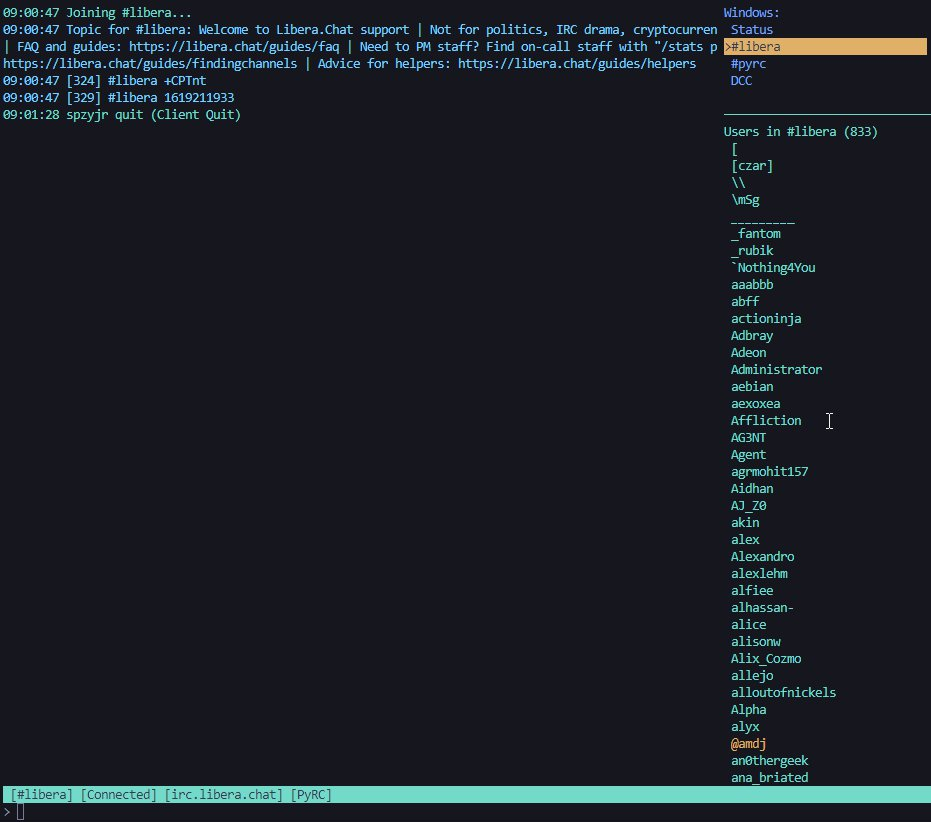 09:00:47 Joining #libera...
09:00:47 Topic for #libera: Welcome to Libera.Chat support | Not for politics, IRC drama, cryptocurren
| FAQ and guides: https://libera.chat/guides/faq | Need to PM staff? Find on-call staff with "/stats p
https://libera.chat/guides/findingchannels | Advice for helpers: https://libera.chat/guides/helpers
09:00:47 [324] #libera +CPTnt
09:00:47 [329] #libera 1619211933
09:01:28 spzyjr quit (Client Quit)
Windows:
Status
>#libera
#pyrc
DCC
Users in #libera (833)
[
[czar]
\\
\mSg
_________
_fantom
_rubik
`Nothing4You
aaabbb
abff
actioninja
Adbray
Adeon
Administrator
aebian
aexoxea
Affliction
AG3NT
Agent
agrmohit157
Aidhan
AJ_Z0
akin
alex
Alexandro
alexlehm
alfiee
alhassan-
alice
alisonw
Alix_Cozmo
allejo
alloutofnickels
Alpha
alyx
@amdj
an0thergeek
ana_briated
[#libera] [Connected] [irc.libera.chat] [PyRC]
>